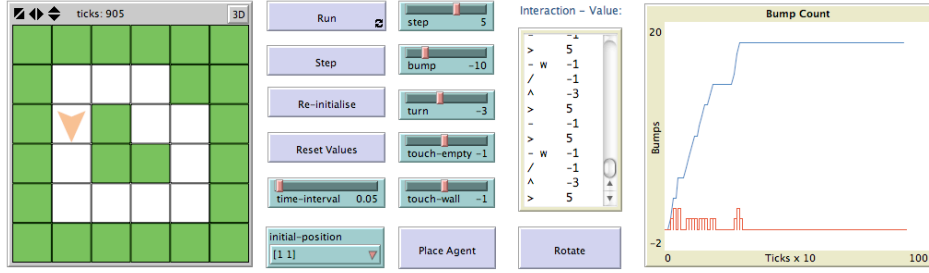 ticks: 905
3D
Run
Step
Re-initialise
Reset Values
time-interval 0.05
initial-position
[1 1]
step 5
bump -10
turn -3
touch-empty -1
touch-wall -1
Place Agent
Interaction - Value:
- -1
> 5
- w -1
/ -1
^ -3
> 5
- -1
> 5
- w -1
/ -1
^ -3
> 5
Rotate
Bump Count
20
Bumps
-2
0
Ticks x 10
100